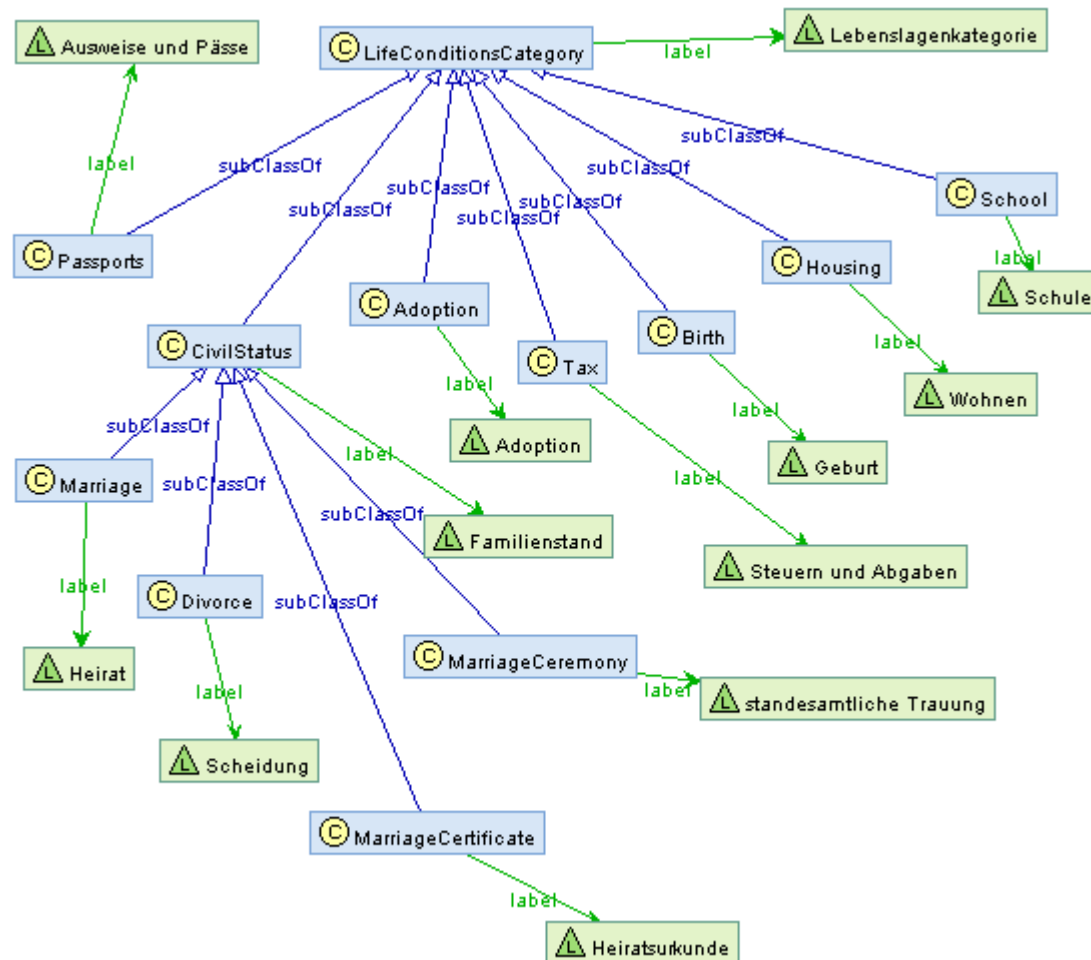 L Ausweise und Pässe
C LifeConditionsCategory
label
L Lebenslagenkategorie
label
subClassOf
subClassOf
subClassOf
subClassOf
subClassOf
subClassOf
subClassOf
C Passports
C School
label
L Schule
C Housing
C Adoption
C CivilStatus
C Birth
C Tax
label
L Wohnen
label
L Adoption
label
L Geburt
label
L Steuern und Abgaben
label
L Familienstand
subClassOf
subClassOf
subClassOf
subClassOf
C Marriage
label
L Heirat
C Divorce
label
L Scheidung
C MarriageCeremony
label
L standesamtliche Trauung
C MarriageCertificate
label
L Heiratsurkunde